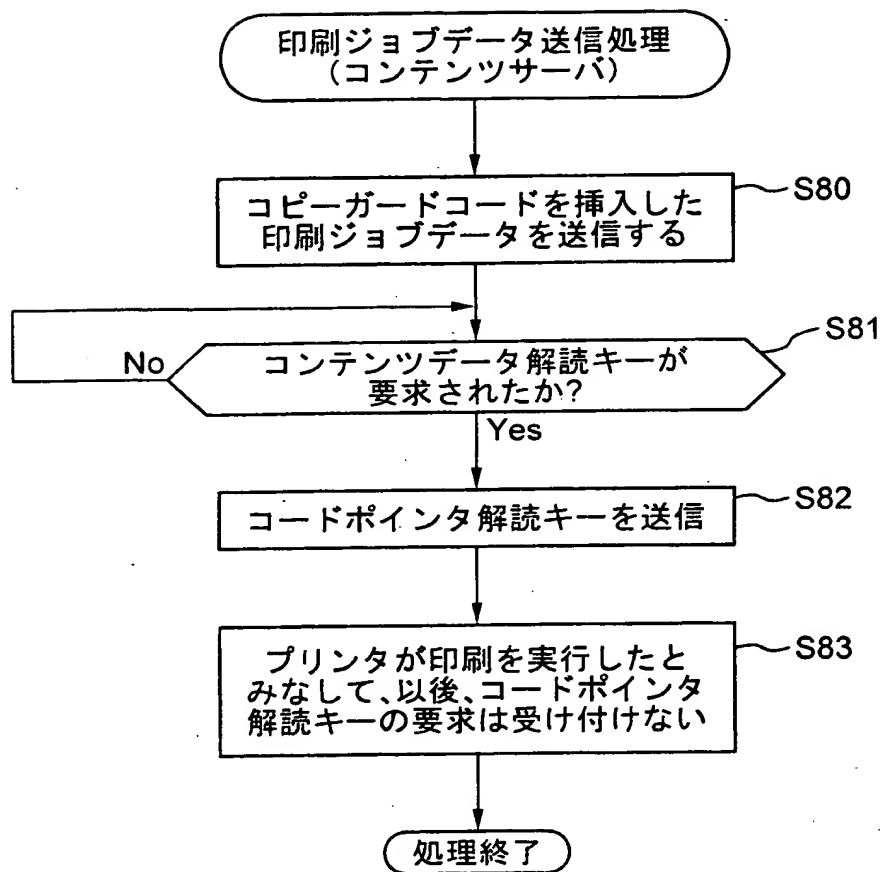 印刷ジョブデータ送信処理
(コンテンツサーバ)
コピーガードコードを挿入した
印刷ジョブデータを送信する
S80
コンテンツデータ解読キーが
要求されたか?
S81
No
Yes
コードポインタ解読キーを送信
S82
プリンタが印刷を実行したと
みなして、以後、コードポインタ
解読キーの要求は受け付けない
S83
処理終了